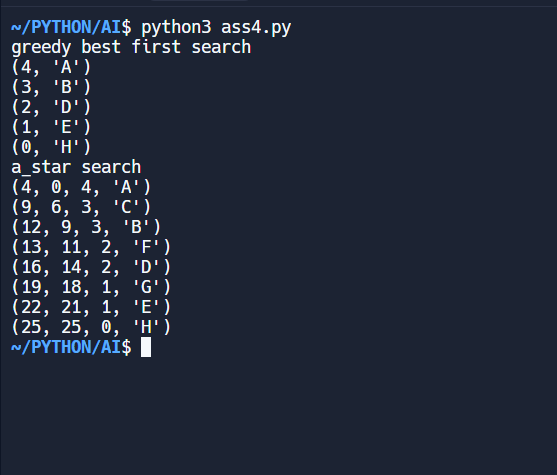 ~/PYTHON/AI$ python3 ass4.py
greedy best first search
(4, 'A')
(3, 'B')
(2, 'D')
(1, 'E')
(0, 'H')
a_star search
(4, 0, 4, 'A')
(9, 6, 3, 'C')
(12, 9, 3, 'B')
(13, 11, 2, 'F')
(16, 14, 2, 'D')
(19, 18, 1, 'G')
(22, 21, 1, 'E')
(25, 25, 0, 'H')
~/PYTHON/AI$